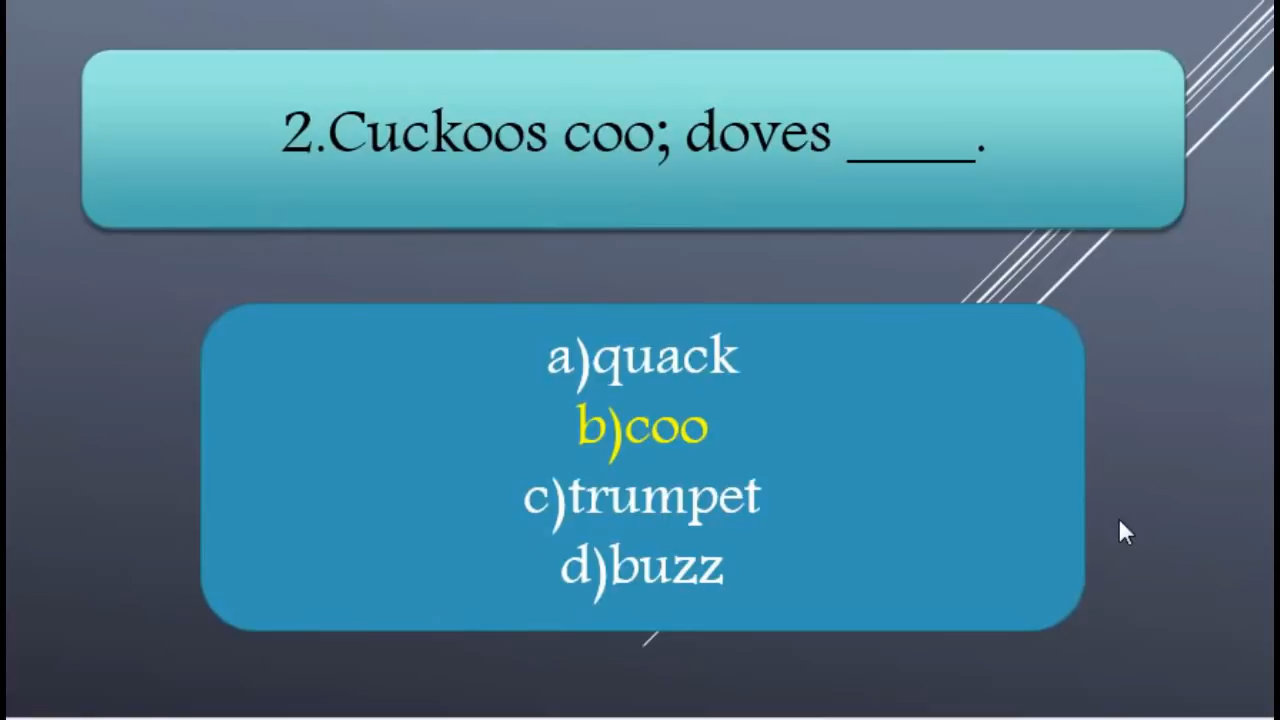 2.Cuckoos coo; doves _____.
a)quack
b)coo
c)trumpet
d)buzz